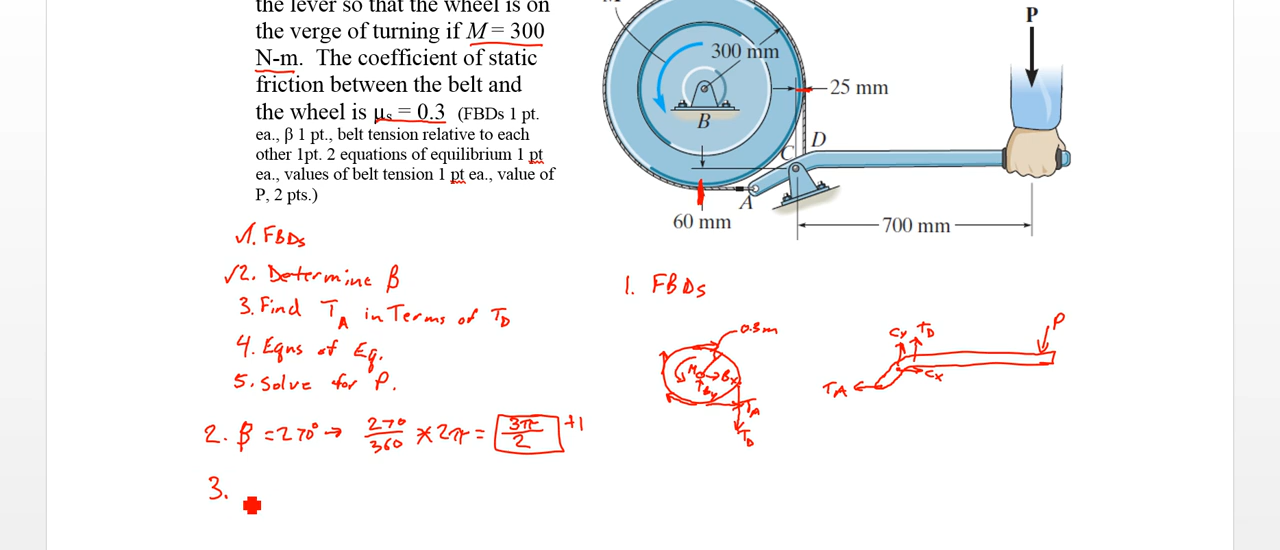 the lever so that the wheel is on
the verge of turning if M = 300
N-m. The coefficient of static
friction between the belt and
the wheel is μs = 0.3 (FBDs 1 pt.
ea., β 1 pt., belt tension relative to each
other 1pt. 2 equations of equilibrium 1 pt
ea., values of belt tension 1 pt ea., value of
P, 2 pts.)
300 mm
B
25 mm
P
C
D
A
60 mm
700 mm
√1. FBDs
√2. Determine β
3. Find TA in Terms of TD
4. Eqns of Eq.
5. Solve for P.
2. β = 270° → 270/360 * 2π = 3π/2 +1
3.
1. FBDs
0.3m
M
Bx
By
TA
TD
Cy TD
P
Cx
TA